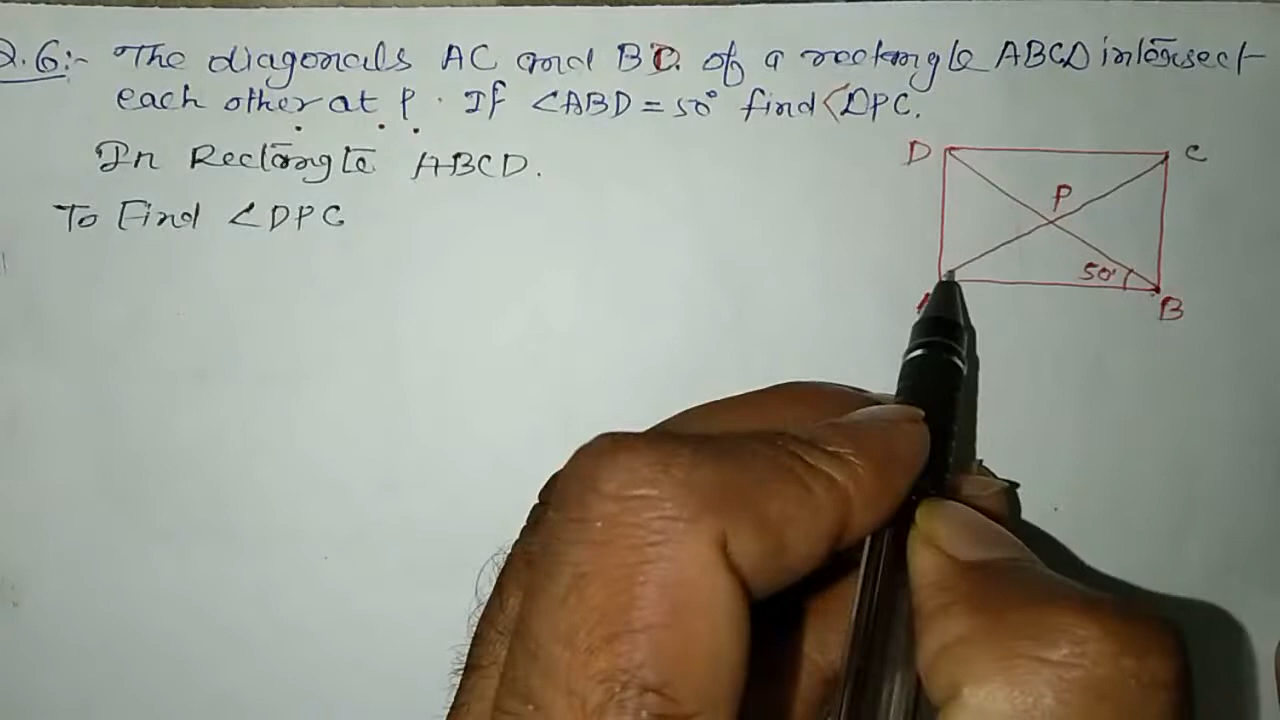 Q.6:- The diagonals AC and BD. of a rectangle ABCD intersect
each other at P. If ∠ABD = 50° find ∠DPC.
In Rectangle ABCD.
To Find ∠DPC
D C
P
50°
B